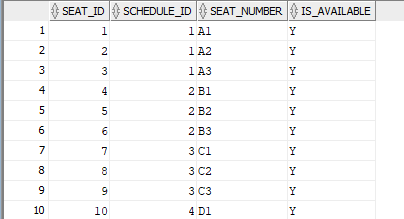 SEAT_ID SCHEDULE_ID SEAT_NUMBER IS_AVAILABLE
1 1 1 A1 Y
2 2 1 A2 Y
3 3 1 A3 Y
4 4 2 B1 Y
5 5 2 B2 Y
6 6 2 B3 Y
7 7 3 C1 Y
8 8 3 C2 Y
9 9 3 C3 Y
10 10 4 D1 Y